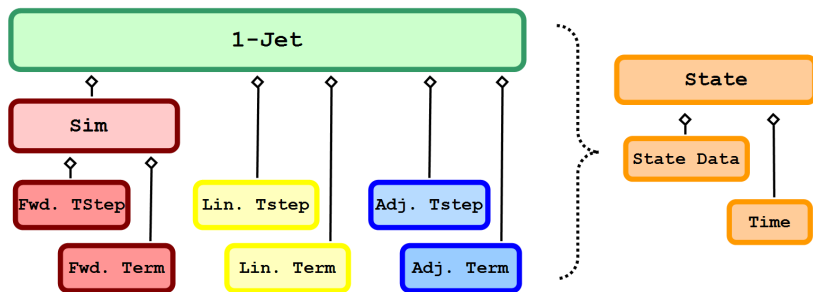 1-Jet
State
Sim
State Data
Fwd. TStep
Lin. Tstep
Adj. Tstep
Time
Fwd. Term
Lin. Term
Adj. Term